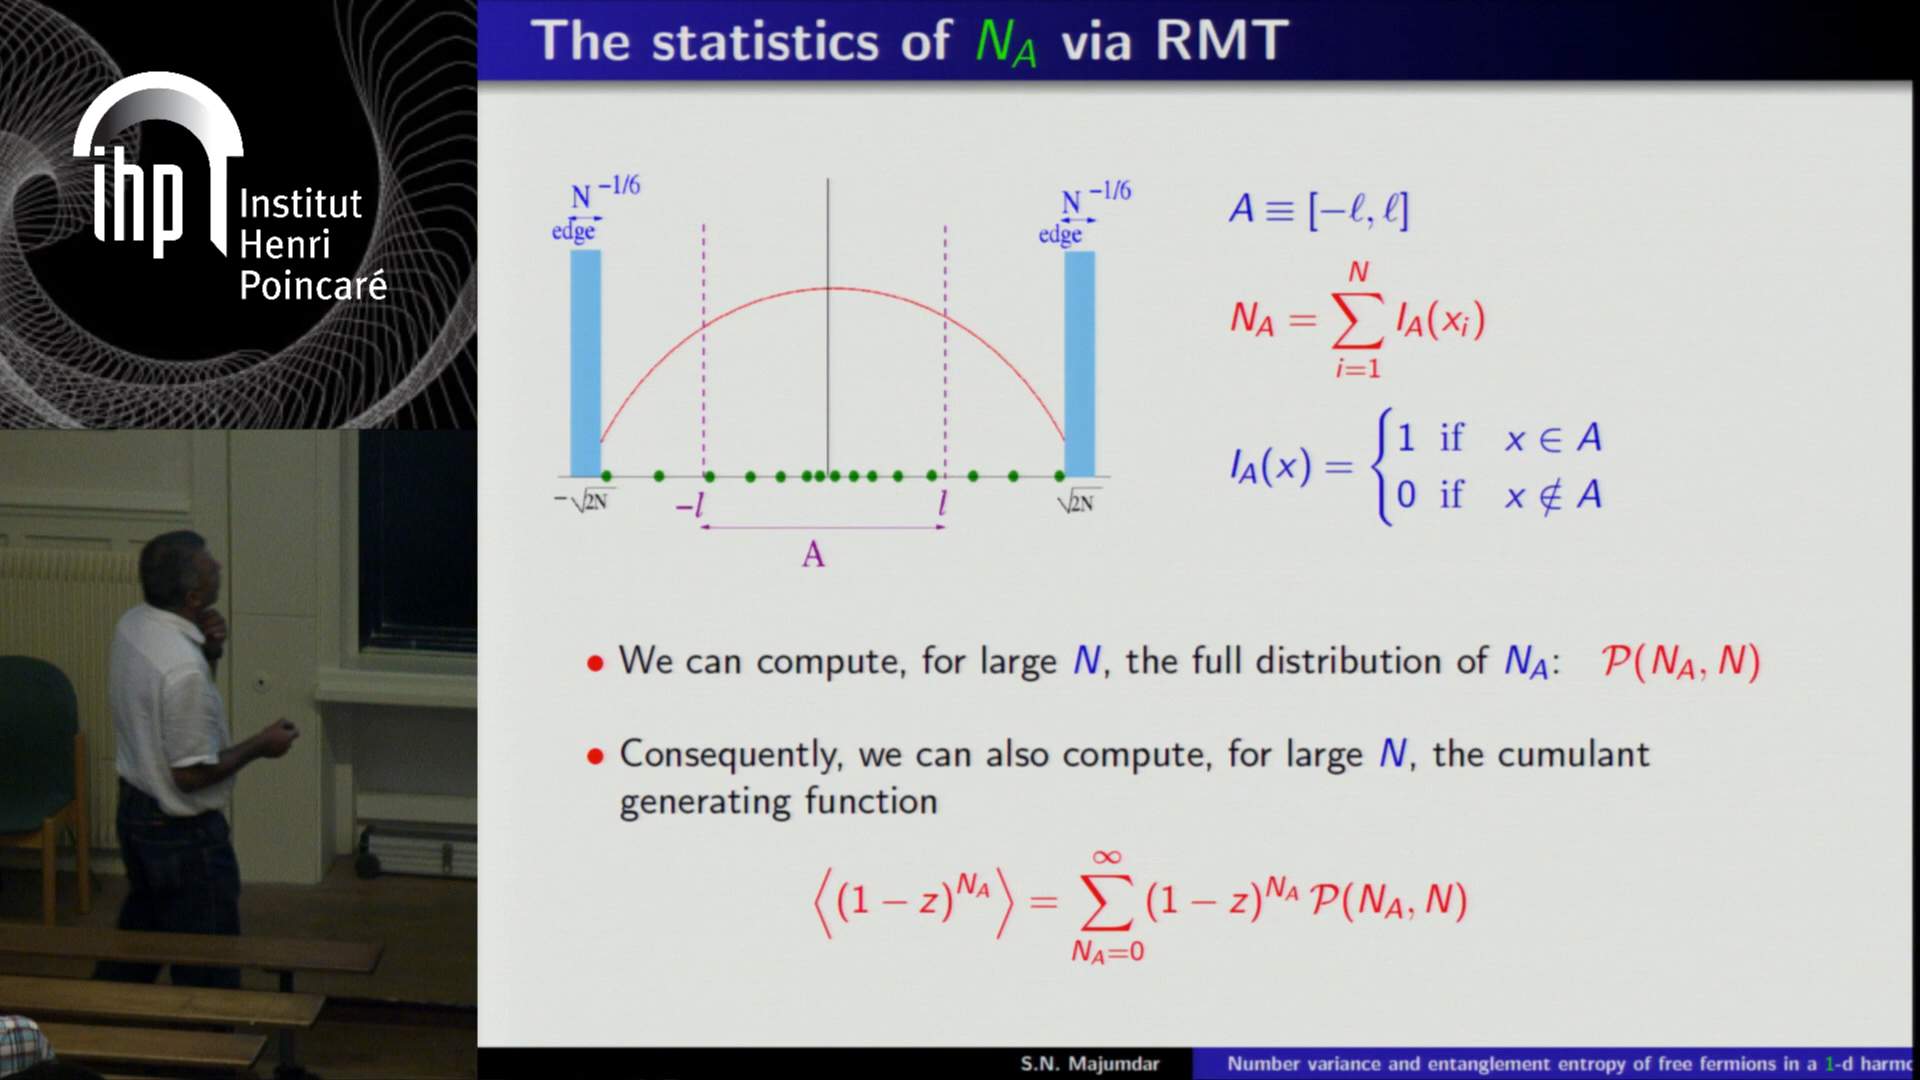 ihp Institut
Henri
Poincaré
The statistics of N_A via RMT
N^{-1/6}
edge
N^{-1/6}
edge
-√2N
-l
l
√2N
A
A ≡ [−ℓ, ℓ]
N_A = ∑_{i=1}^{N} I_A(x_i)
I_A(x) = { 1 if x ∈ A
0 if x ∉ A
• We can compute, for large N, the full distribution of N_A: 𝒫(N_A, N)
• Consequently, we can also compute, for large N, the cumulant
generating function
⟨(1 − z)^{N_A}⟩ = ∑_{N_A=0}^{∞} (1 − z)^{N_A} 𝒫(N_A, N)
S.N. Majumdar
Number variance and entanglement entropy of free fermions in a 1-d harmo